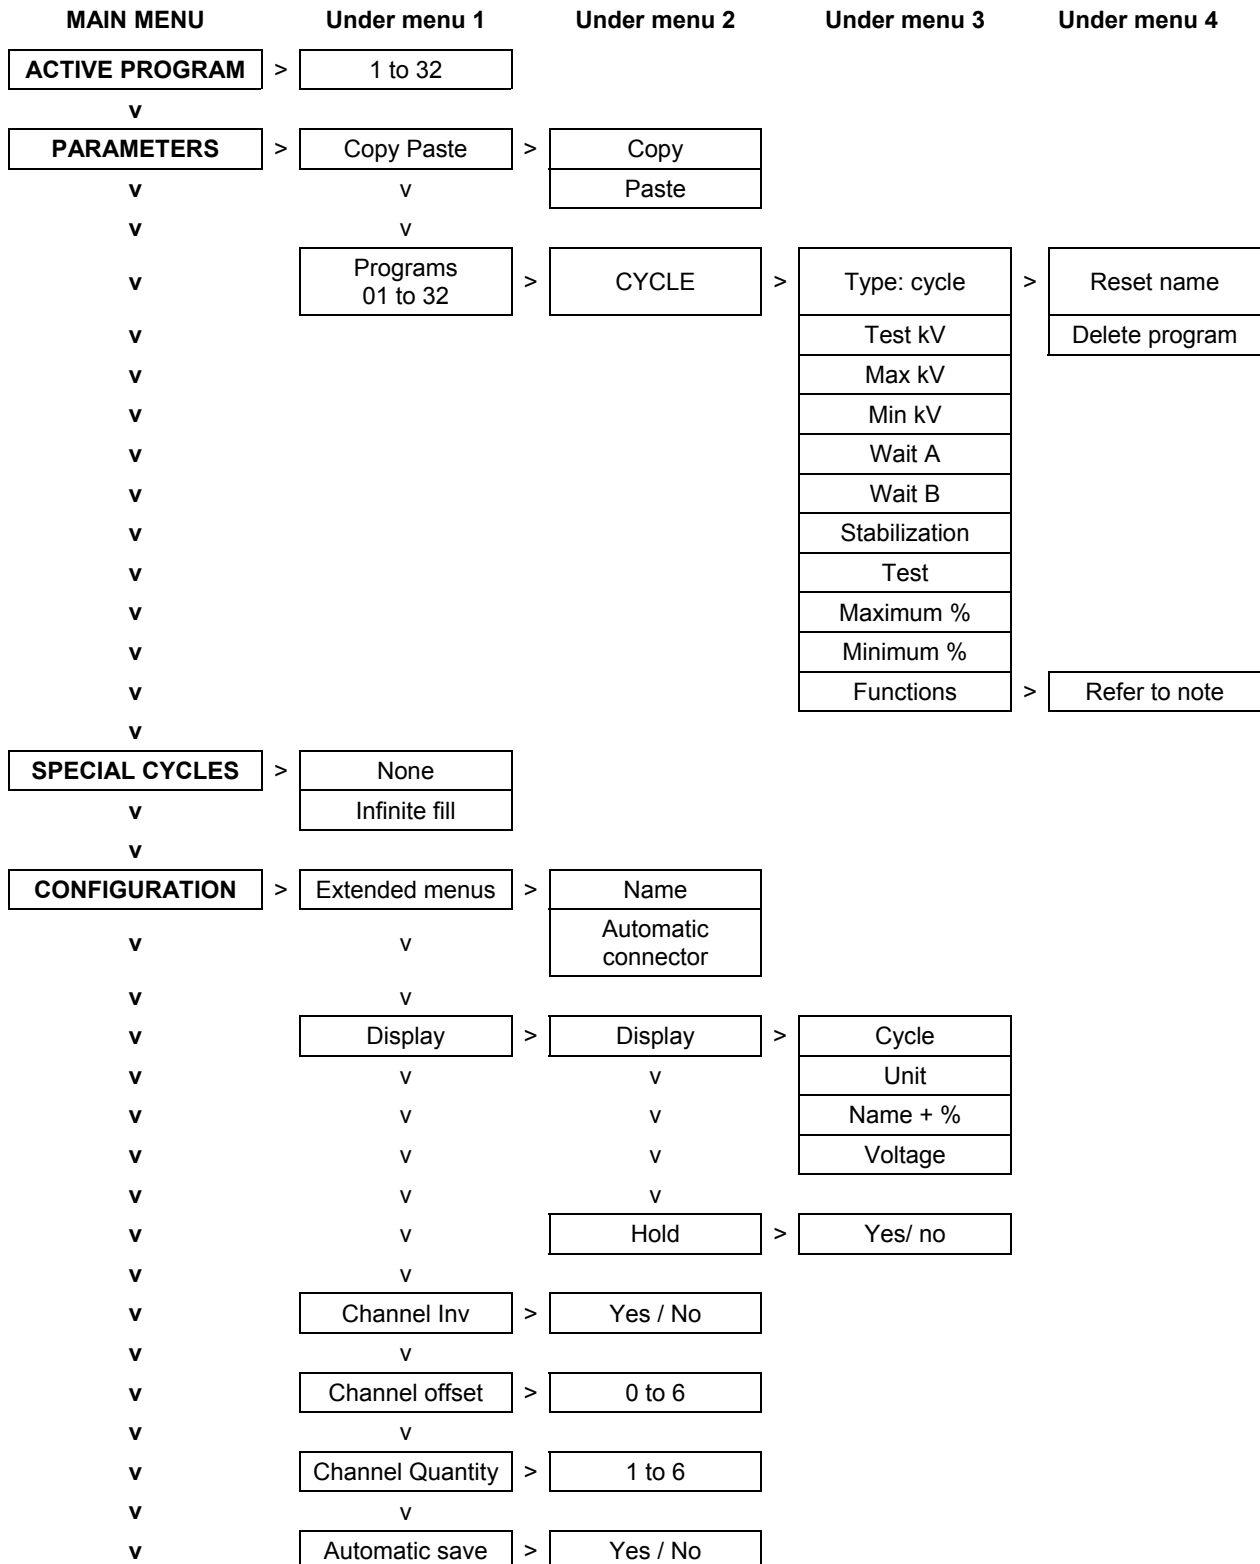 MAIN MENU Under menu 1 Under menu 2 Under menu 3 Under menu 4
ACTIVE PROGRAM > 1 to 32
v
PARAMETERS > Copy Paste > Copy
v v Paste
v v
v Programs 01 to 32 > CYCLE > Type: cycle > Reset name
v Test kV Delete program
v Max kV
v Min kV
v Wait A
v Wait B
v Stabilization
v Test
v Maximum %
v Minimum %
v Functions > Refer to note
v
SPECIAL CYCLES > None
v Infinite fill
v
CONFIGURATION > Extended menus > Name
v v Automatic connector
v v
v Display > Display > Cycle
v v v Unit
v v v Name + %
v v v Voltage
v v v
v v Hold > Yes/ no
v v
v Channel Inv > Yes / No
v v
v Channel offset > 0 to 6
v v
v Channel Quantity > 1 to 6
v v
v Automatic save > Yes / No